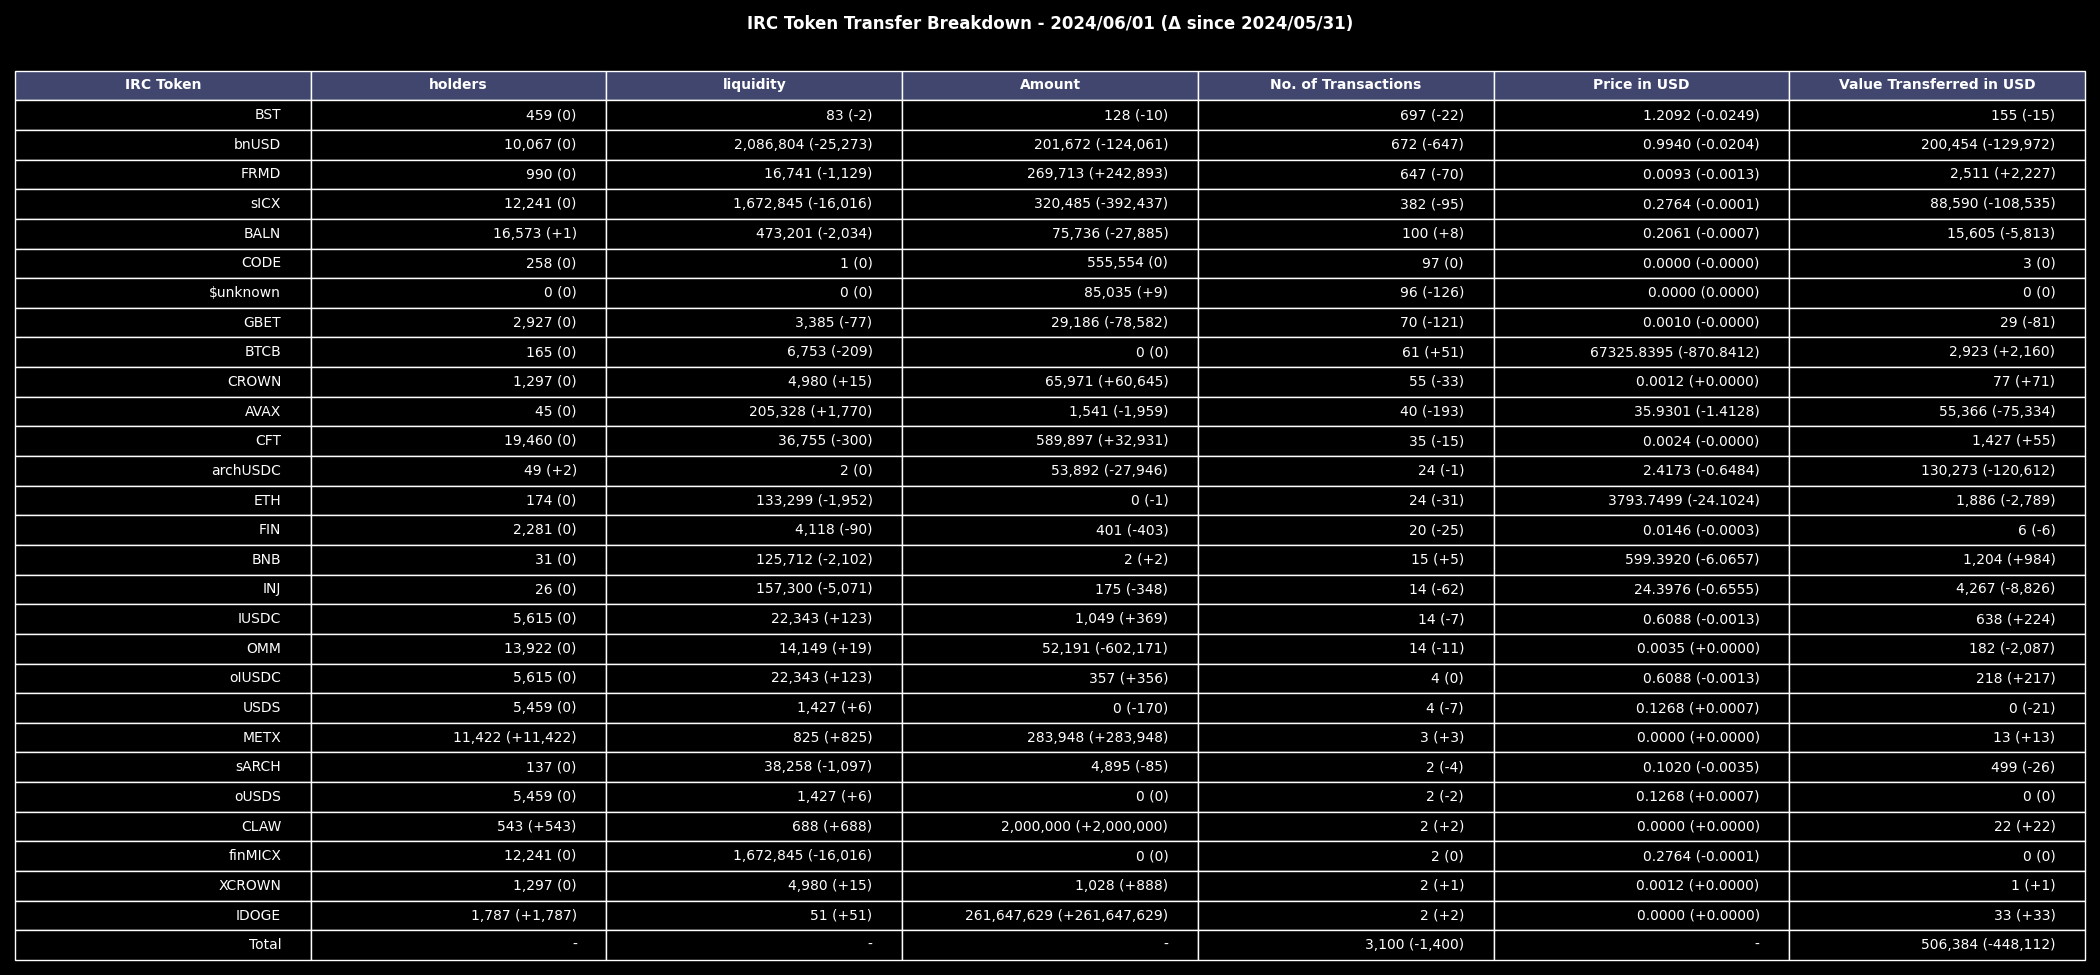 IRC Token Transfer Breakdown - 2024/06/01 (Δ since 2024/05/31)
IRC Token holders liquidity Amount No. of Transactions Price in USD Value Transferred in USD
BST 459 (0) 83 (-2) 128 (-10) 697 (-22) 1.2092 (-0.0249) 155 (-15)
bnUSD 10,067 (0) 2,086,804 (-25,273) 201,672 (-124,061) 672 (-647) 0.9940 (-0.0204) 200,454 (-129,972)
FRMD 990 (0) 16,741 (-1,129) 269,713 (+242,893) 647 (-70) 0.0093 (-0.0013) 2,511 (+2,227)
sICX 12,241 (0) 1,672,845 (-16,016) 320,485 (-392,437) 382 (-95) 0.2764 (-0.0001) 88,590 (-108,535)
BALN 16,573 (+1) 473,201 (-2,034) 75,736 (-27,885) 100 (+8) 0.2061 (-0.0007) 15,605 (-5,813)
CODE 258 (0) 1 (0) 555,554 (0) 97 (0) 0.0000 (-0.0000) 3 (0)
$unknown 0 (0) 0 (0) 85,035 (+9) 96 (-126) 0.0000 (0.0000) 0 (0)
GBET 2,927 (0) 3,385 (-77) 29,186 (-78,582) 70 (-121) 0.0010 (-0.0000) 29 (-81)
BTCB 165 (0) 6,753 (-209) 0 (0) 61 (+51) 67325.8395 (-870.8412) 2,923 (+2,160)
CROWN 1,297 (0) 4,980 (+15) 65,971 (+60,645) 55 (-33) 0.0012 (+0.0000) 77 (+71)
AVAX 45 (0) 205,328 (+1,770) 1,541 (-1,959) 40 (-193) 35.9301 (-1.4128) 55,366 (-75,334)
CFT 19,460 (0) 36,755 (-300) 589,897 (+32,931) 35 (-15) 0.0024 (-0.0000) 1,427 (+55)
archUSDC 49 (+2) 2 (0) 53,892 (-27,946) 24 (-1) 2.4173 (-0.6484) 130,273 (-120,612)
ETH 174 (0) 133,299 (-1,952) 0 (-1) 24 (-31) 3793.7499 (-24.1024) 1,886 (-2,789)
FIN 2,281 (0) 4,118 (-90) 401 (-403) 20 (-25) 0.0146 (-0.0003) 6 (-6)
BNB 31 (0) 125,712 (-2,102) 2 (+2) 15 (+5) 599.3920 (-6.0657) 1,204 (+984)
INJ 26 (0) 157,300 (-5,071) 175 (-348) 14 (-62) 24.3976 (-0.6555) 4,267 (-8,826)
IUSDC 5,615 (0) 22,343 (+123) 1,049 (+369) 14 (-7) 0.6088 (-0.0013) 638 (+224)
OMM 13,922 (0) 14,149 (+19) 52,191 (-602,171) 14 (-11) 0.0035 (+0.0000) 182 (-2,087)
oIUSDC 5,615 (0) 22,343 (+123) 357 (+356) 4 (0) 0.6088 (-0.0013) 218 (+217)
USDS 5,459 (0) 1,427 (+6) 0 (-170) 4 (-7) 0.1268 (+0.0007) 0 (-21)
METX 11,422 (+11,422) 825 (+825) 283,948 (+283,948) 3 (+3) 0.0000 (+0.0000) 13 (+13)
sARCH 137 (0) 38,258 (-1,097) 4,895 (-85) 2 (-4) 0.1020 (-0.0035) 499 (-26)
oUSDS 5,459 (0) 1,427 (+6) 0 (0) 2 (-2) 0.1268 (+0.0007) 0 (0)
CLAW 543 (+543) 688 (+688) 2,000,000 (+2,000,000) 2 (+2) 0.0000 (+0.0000) 22 (+22)
finMICX 12,241 (0) 1,672,845 (-16,016) 0 (0) 2 (0) 0.2764 (-0.0001) 0 (0)
XCROWN 1,297 (0) 4,980 (+15) 1,028 (+888) 2 (+1) 0.0012 (+0.0000) 1 (+1)
IDOGE 1,787 (+1,787) 51 (+51) 261,647,629 (+261,647,629) 2 (+2) 0.0000 (+0.0000) 33 (+33)
Total - - - 3,100 (-1,400) - 506,384 (-448,112)